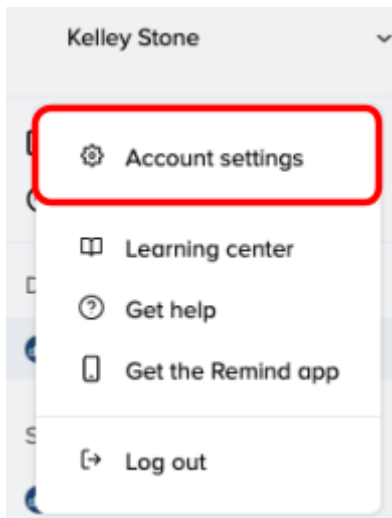 Kelley Stone
Account settings
Learning center
Get help
Get the Remind app
Log out